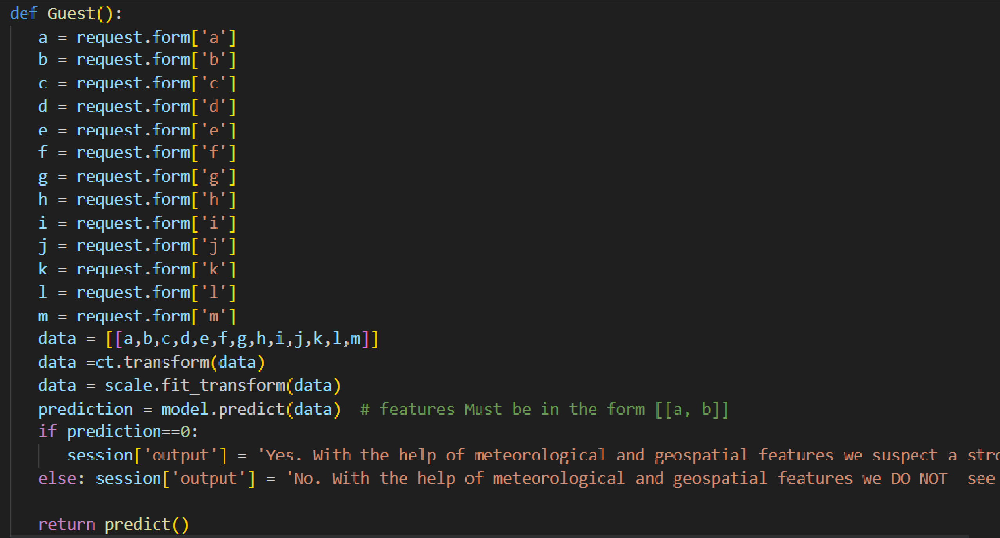 def Guest():
a = request.form['a']
b = request.form['b']
c = request.form['c']
d = request.form['d']
e = request.form['e']
f = request.form['f']
g = request.form['g']
h = request.form['h']
i = request.form['i']
j = request.form['j']
k = request.form['k']
l = request.form['l']
m = request.form['m']
data = [[a,b,c,d,e,f,g,h,i,j,k,l,m]]
data =ct.transform(data)
data = scale.fit_transform(data)
prediction = model.predict(data)  # features Must be in the form [[a, b]]
if prediction==0:
session['output'] = 'Yes. With the help of meteorological and geospatial features we suspect a
else: session['output'] = 'No. With the help of meteorological and geospatial features we DO NOT  see
return predict()